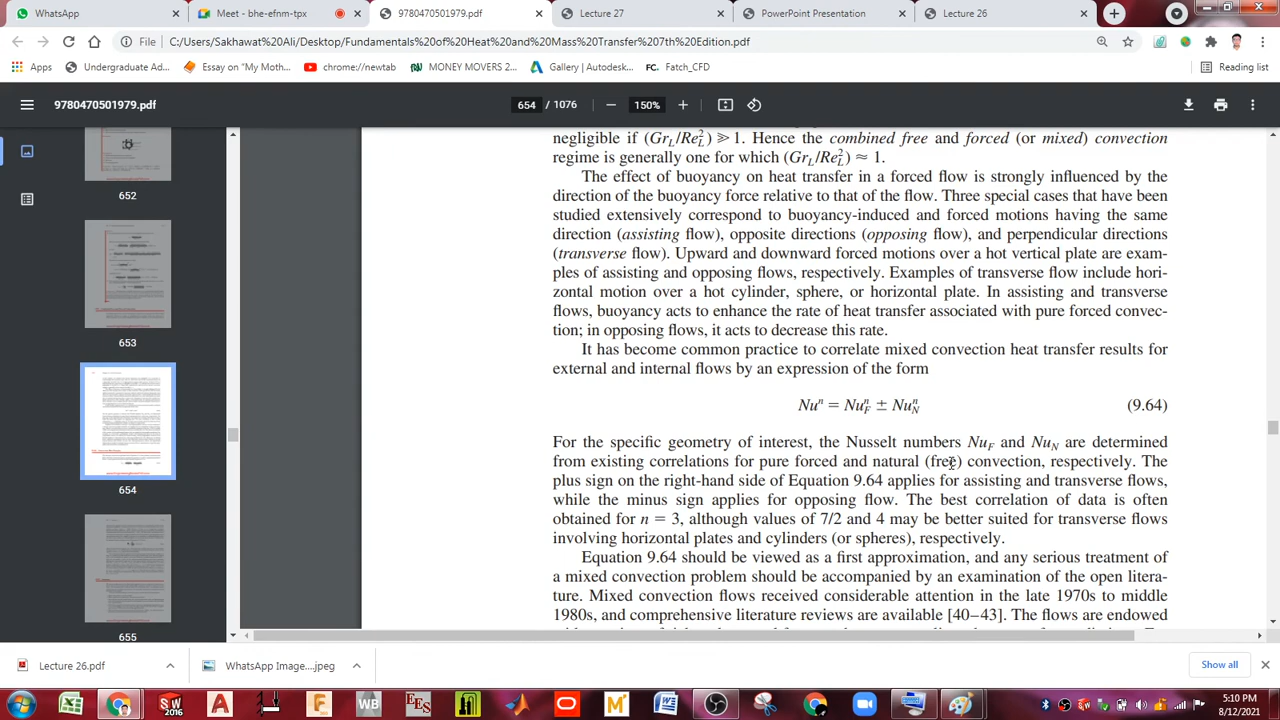 WhatsApp
Meet - bhe-efnm-tpx
9780470501979.pdf
Lecture 27
PowerPoint Presentation
Lecture 26
File
C:/Users/Sakhawat%20Ali/Desktop/Fundamentals%20of%20Heat%20and%20Mass%20Transfer%207th%20Edition.pdf
Apps
Undergraduate Ad...
Essay on "My Moth...
chrome://newtab
MONEY MOVERS 2...
Gallery | Autodesk...
FC. Fatch_CFD
Reading list
9780470501979.pdf
654 / 1076
150%
652
653
654
655
negligible if (Gr_L/Re_L^2) ≫ 1. Hence the combined free and forced (or mixed) convection
regime is generally one for which (Gr_L/Re_L^2) ≈ 1.
The effect of buoyancy on heat transfer in a forced flow is strongly influenced by the
direction of the buoyancy force relative to that of the flow. Three special cases that have been
studied extensively correspond to buoyancy-induced and forced motions having the same
direction (assisting flow), opposite directions (opposing flow), and perpendicular directions
(transverse flow). Upward and downward forced motions over a hot vertical plate are exam-
ples of assisting and opposing flows, respectively. Examples of transverse flow include hori-
zontal motion over a hot cylinder, sphere, or horizontal plate. In assisting and transverse
flows, buoyancy acts to enhance the rate of heat transfer associated with pure forced convec-
tion; in opposing flows, it acts to decrease this rate.
It has become common practice to correlate mixed convection heat transfer results for
external and internal flows by an expression of the form
Nu^n = Nu_F^n ± Nu_N^n
(9.64)
For the specific geometry of interest, the Nusselt numbers Nu_F and Nu_N are determined
from existing correlations for pure forced and natural (free) convection, respectively. The
plus sign on the right-hand side of Equation 9.64 applies for assisting and transverse flows,
while the minus sign applies for opposing flow. The best correlation of data is often
obtained for n = 3, although values of 7/2 and 4 may be better suited for transverse flows
involving horizontal plates and cylinders (or spheres), respectively.
Equation 9.64 should be viewed as a first approximation, and any serious treatment of
a mixed convection problem should be accompanied by an examination of the open litera-
ture. Mixed convection flows received considerable attention in the late 1970s to middle
1980s, and comprehensive literature reviews are available [40–43]. The flows are endowed
Lecture 26.pdf
WhatsApp Image....jpeg
Show all
5:10 PM
8/12/2021